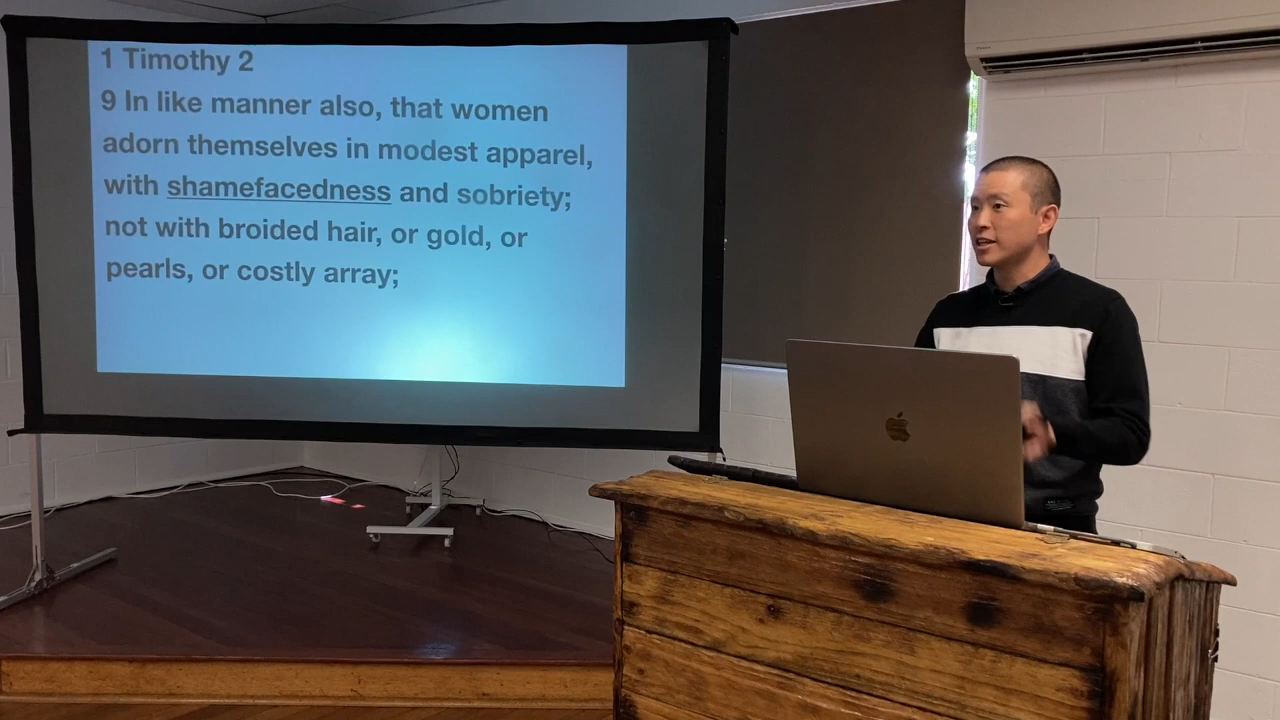 1 Timothy 2
9 In like manner also, that women
adorn themselves in modest apparel,
with shamefacedness and sobriety;
not with broided hair, or gold, or
pearls, or costly array;